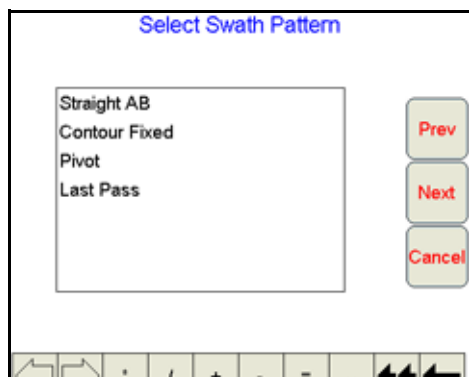 Select Swath Pattern
Straight AB
Contour Fixed
Pivot
Last Pass
Prev
Next
Cancel